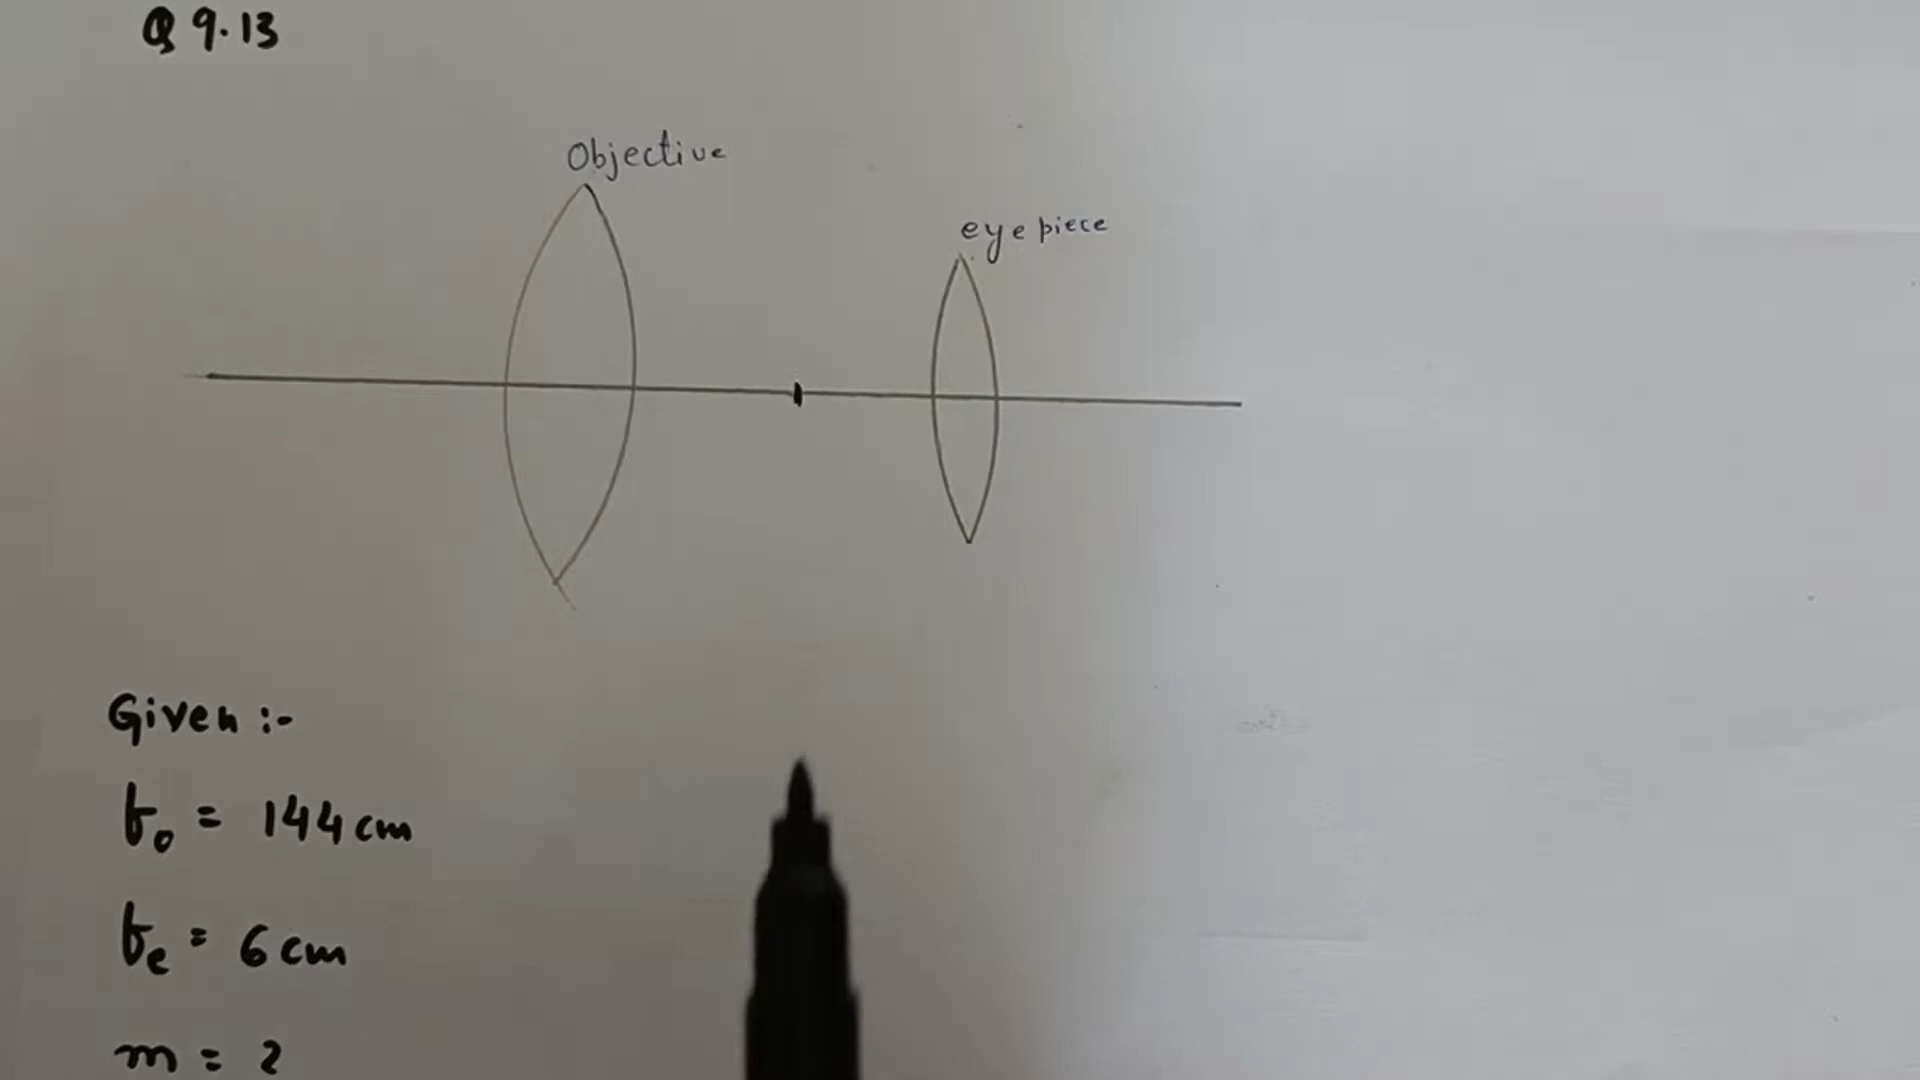 Q 9.13
Objective
eye piece
Given :-
fo = 144 cm
fe = 6 cm
m = 2